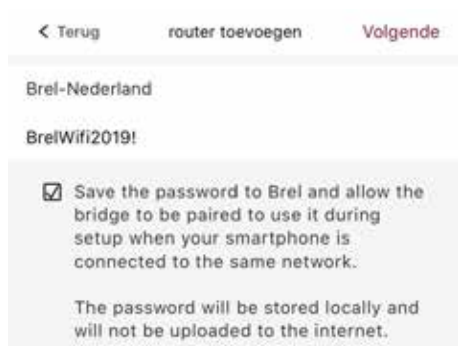 Terug router toevoegen Volgende
Brel-Nederland
BrelWifi2019!
Save the password to Brel and allow the
bridge to be paired to use it during
setup when your smartphone is
connected to the same network.
The password will be stored locally and
will not be uploaded to the internet.